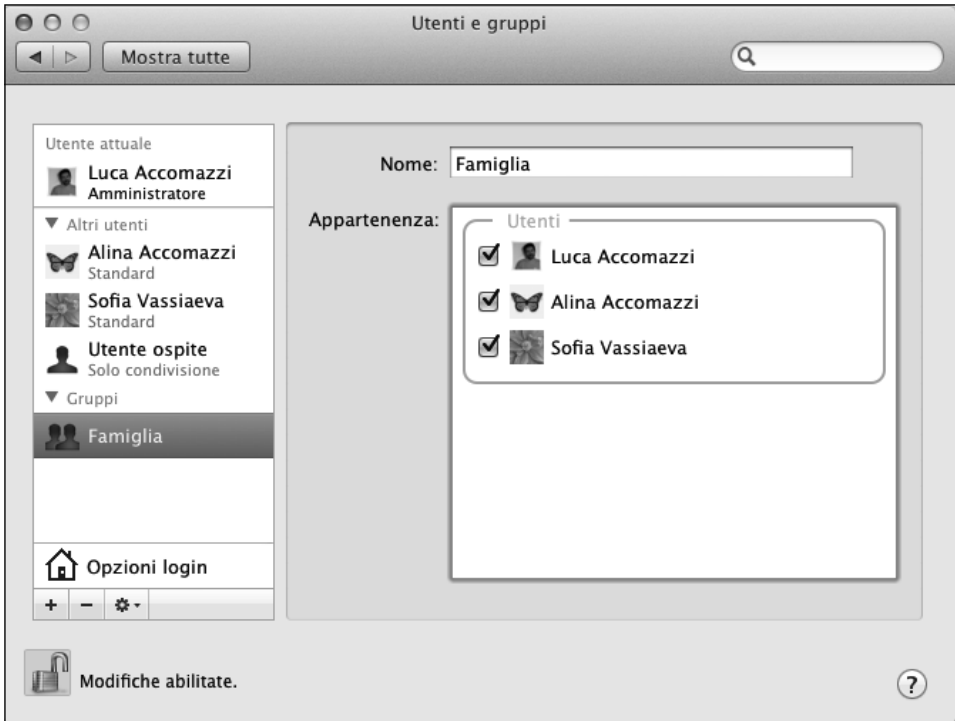 Utenti e gruppi
Mostra tutte
Utente attuale
Luca Accomazzi
Amministratore
Altri utenti
Alina Accomazzi
Standard
Sofia Vassiaeva
Standard
Utente ospite
Solo condivisione
Gruppi
Famiglia
Opzioni login
+ −
Nome: Famiglia
Appartenenza:
Utenti
Luca Accomazzi
Alina Accomazzi
Sofia Vassiaeva
Modifiche abilitate.
?